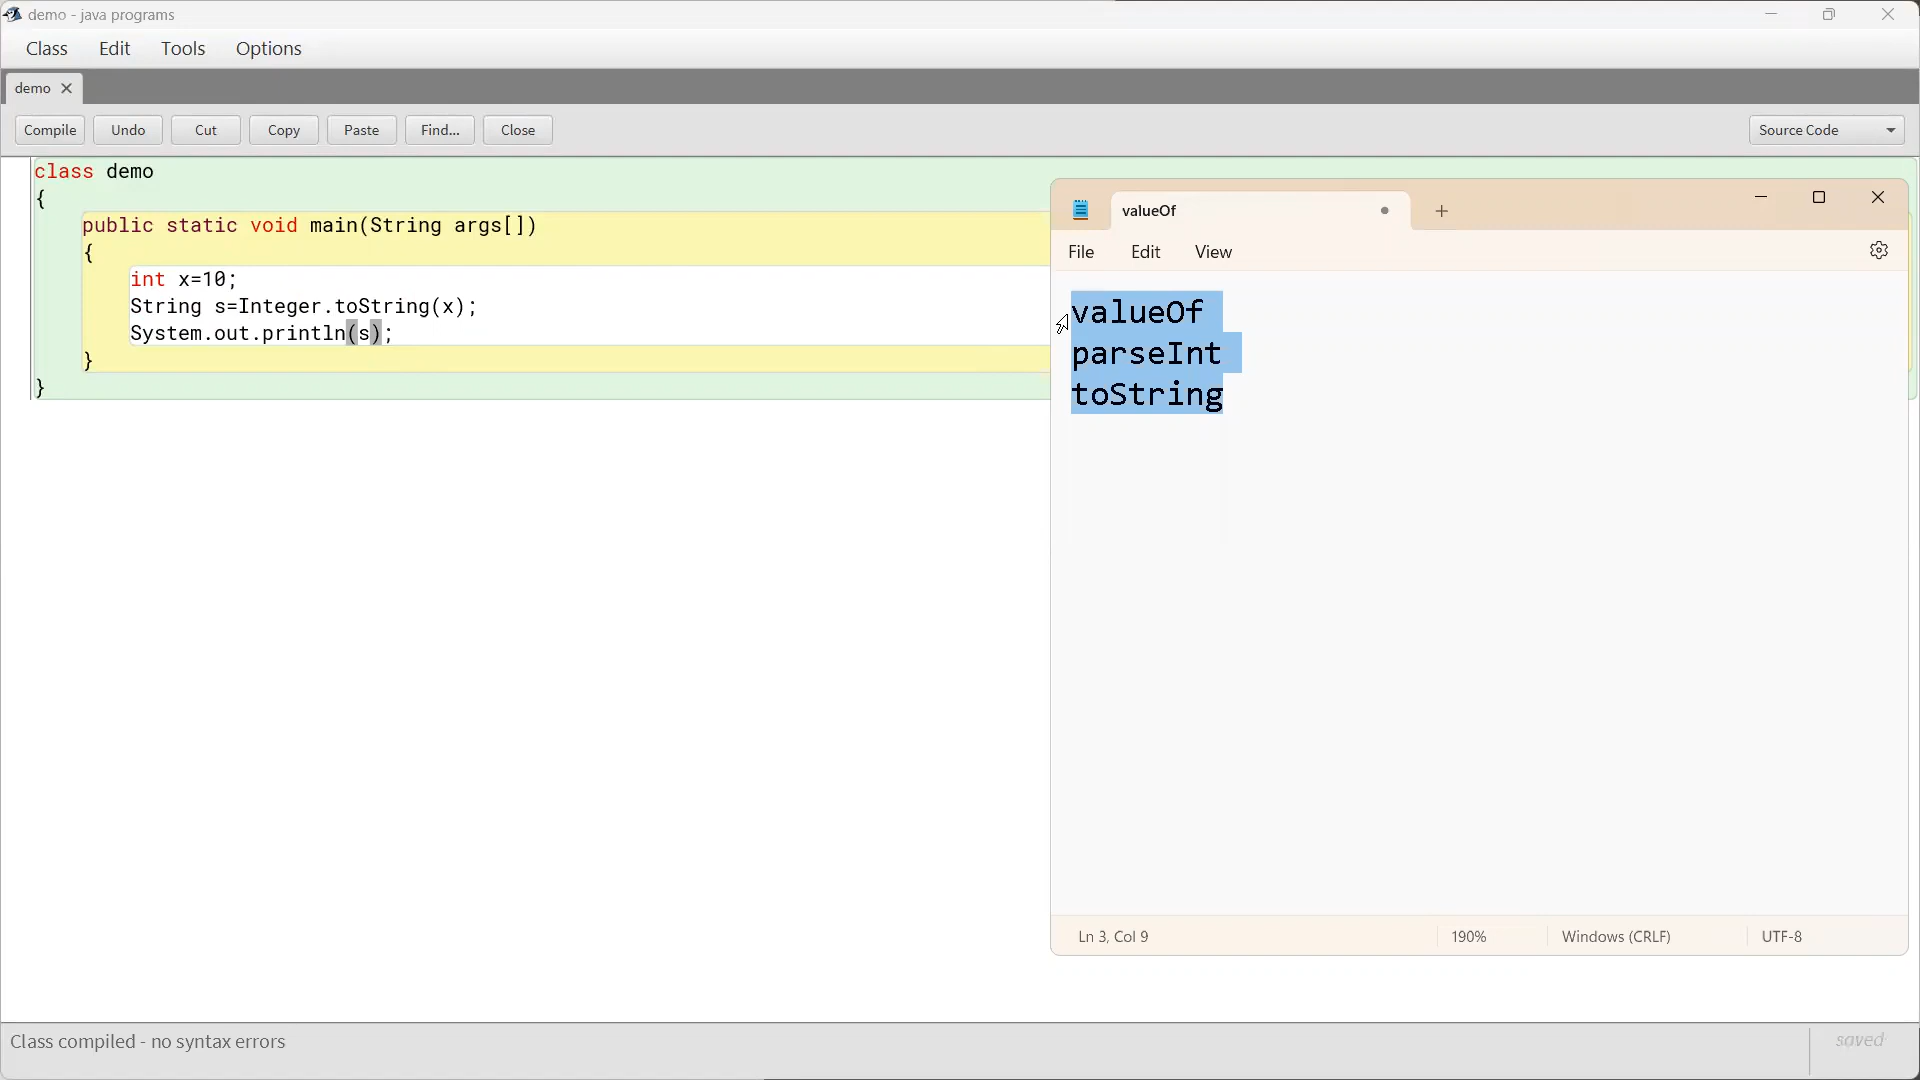 demo - java programs
Class Edit Tools Options
demo
Compile Undo Cut Copy Paste Find... Close Source Code
class demo
{
public static void main(String args[])
{
int x=10;
String s=Integer.toString(x);
System.out.println(s);
}
}
valueOf
File Edit View
valueOf
parseInt
toString
Ln 3, Col 9 190% Windows (CRLF) UTF-8
Class compiled - no syntax errors
saved